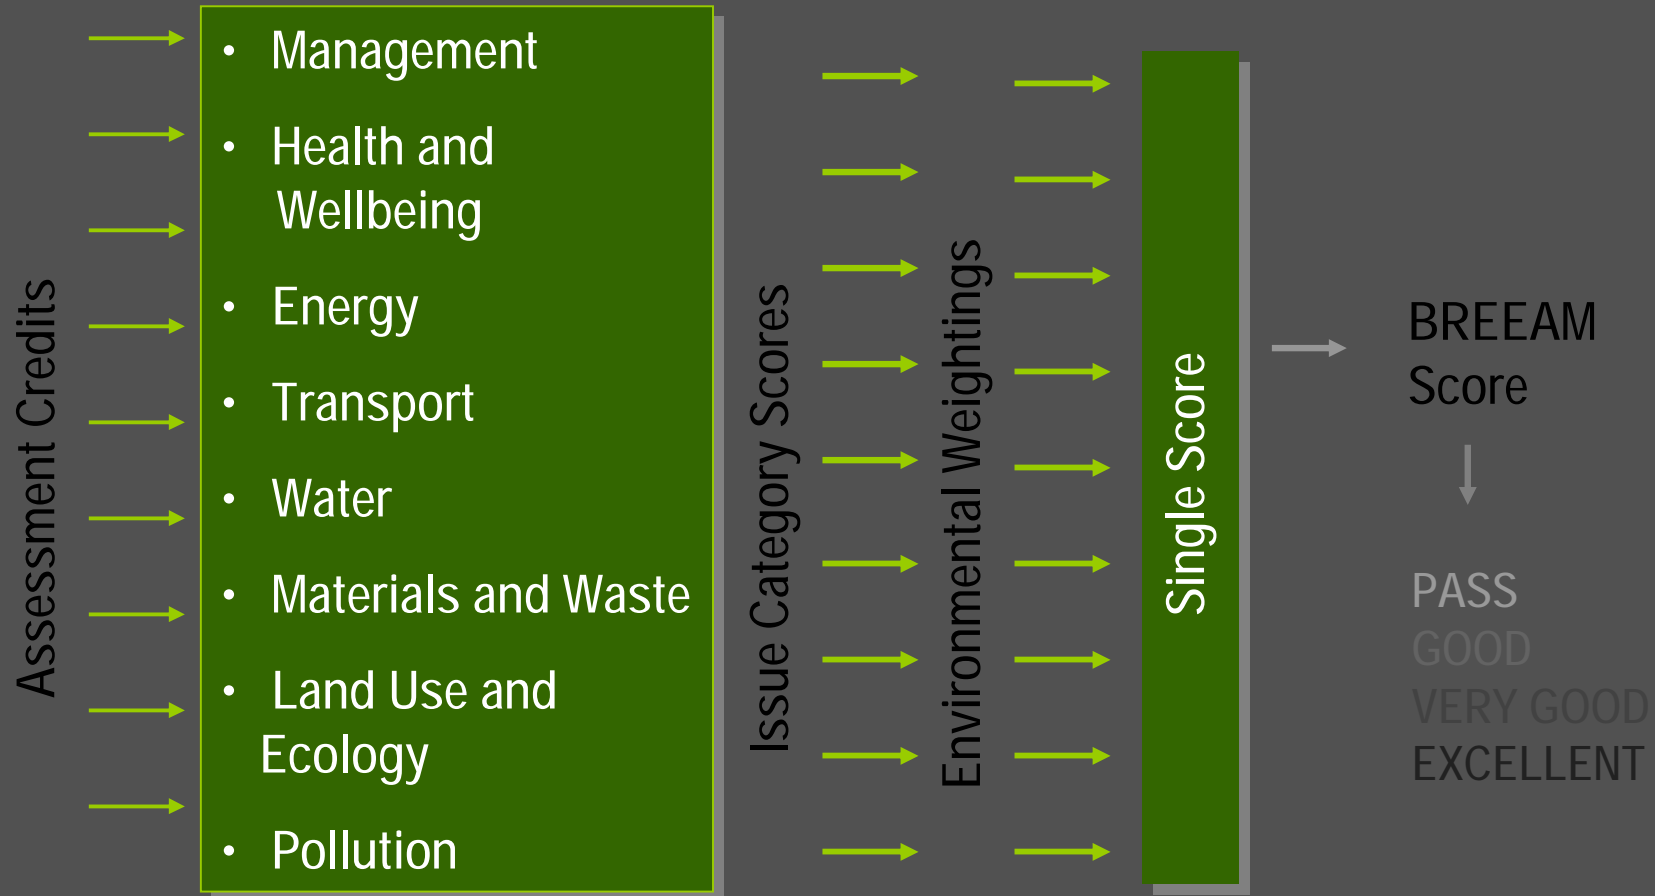 Assessment Credits
• Management
• Health and
Wellbeing
• Energy
• Transport
• Water
• Materials and Waste
• Land Use and
Ecology
• Pollution
Issue Category Scores
Environmental Weightings
Single Score
BREEAM
Score
PASS
GOOD
VERY GOOD
EXCELLENT